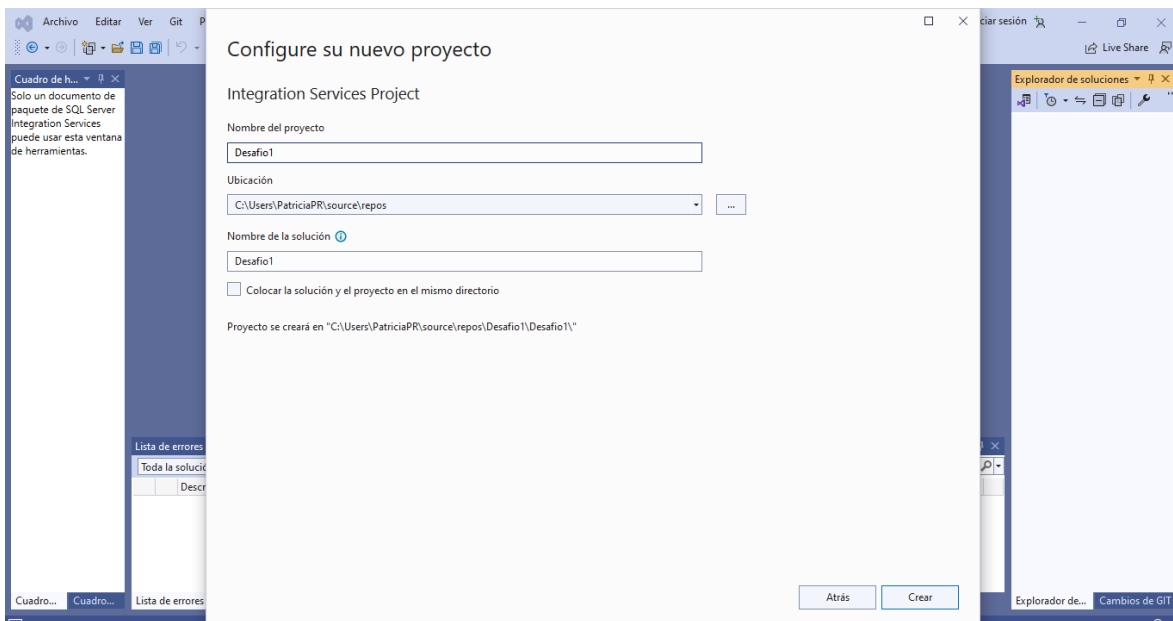 Archivo Editar Ver Git P
ciar sesión
Live Share
Configure su nuevo proyecto
Cuadro de h...
Solo un documento de
paquete de SQL Server
Integration Services
puede usar esta ventana
de herramientas.
Explorador de soluciones
Integration Services Project
Nombre del proyecto
Desafio1
Ubicación
C:\Users\PatriciaPR\source\repos
...
Nombre de la solución
Desafio1
Colocar la solución y el proyecto en el mismo directorio
Proyecto se creará en "C:\Users\PatriciaPR\source\repos\Desafio1\Desafio1\"
Lista de errores
Toda la solució
Descr
Atrás Crear
Cuadro... Cuadro... Lista de errores
Explorador de... Cambios de GIT